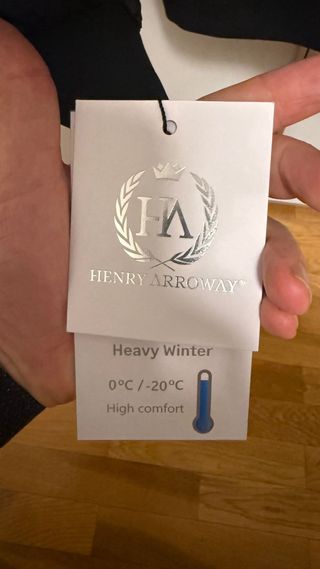 HA
HENRY ARROWAY®
Heavy Winter
0°C / -20°C
High comfort